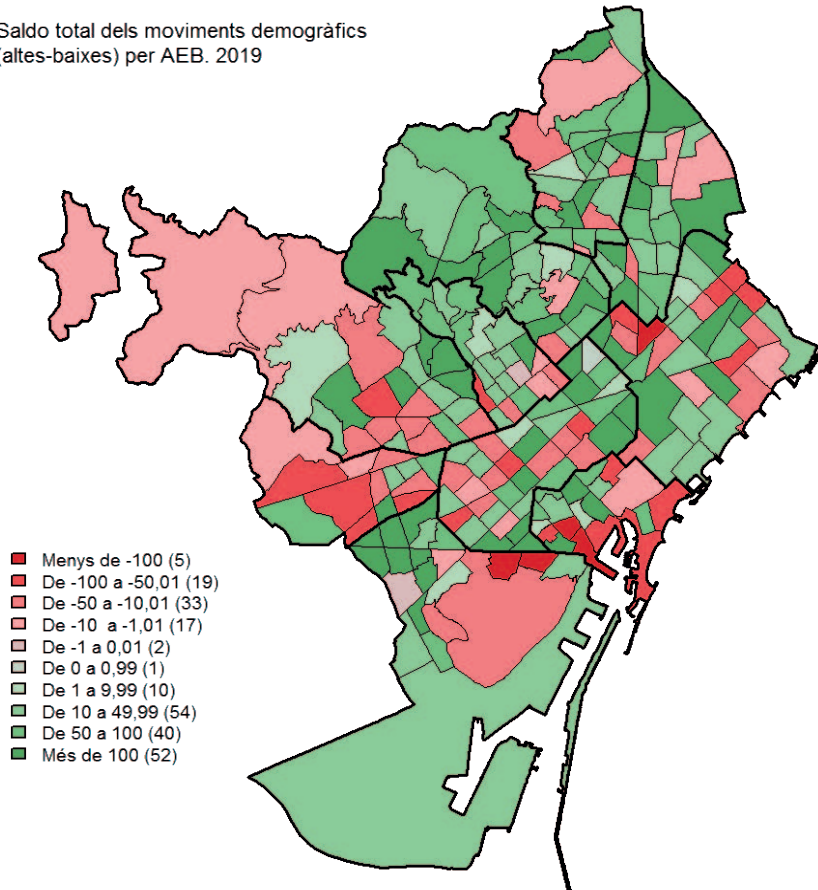 Saldo total dels moviments demogràfics
(altes-baixes) per AEB. 2019
Menys de -100 (5)
De -100 a -50,01 (19)
De -50 a -10,01 (33)
De -10 a -1,01 (17)
De -1 a 0,01 (2)
De 0 a 0,99 (1)
De 1 a 9,99 (10)
De 10 a 49,99 (54)
De 50 a 100 (40)
Més de 100 (52)